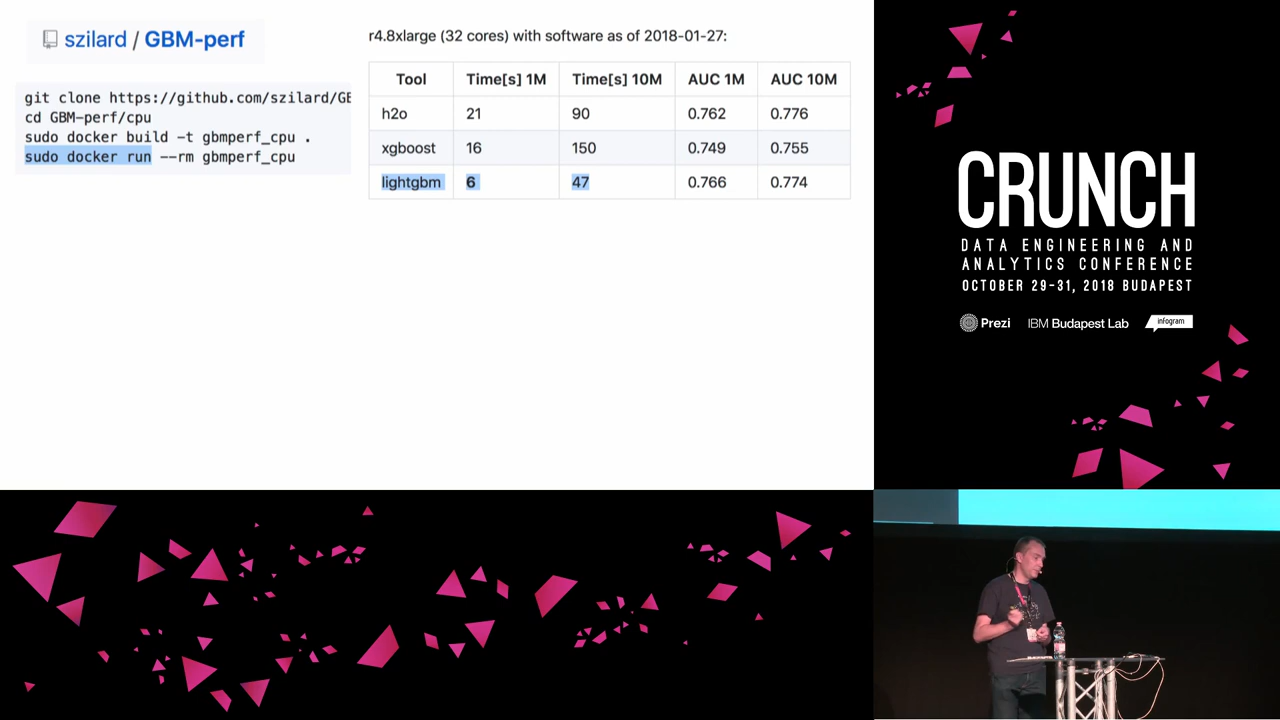 szilard / GBM-perf
git clone https://github.com/szilard/GB
cd GBM-perf/cpu
sudo docker build -t gbmperf_cpu .
sudo docker run --rm gbmperf_cpu
r4.8xlarge (32 cores) with software as of 2018-01-27:
Tool Time[s] 1M Time[s] 10M AUC 1M AUC 10M
h2o 21 90 0.762 0.776
xgboost 16 150 0.749 0.755
lightgbm 6 47 0.766 0.774
CRUNCH
DATA ENGINEERING AND
ANALYTICS CONFERENCE
OCTOBER 29-31, 2018 BUDAPEST
Prezi IBM Budapest Lab infogram